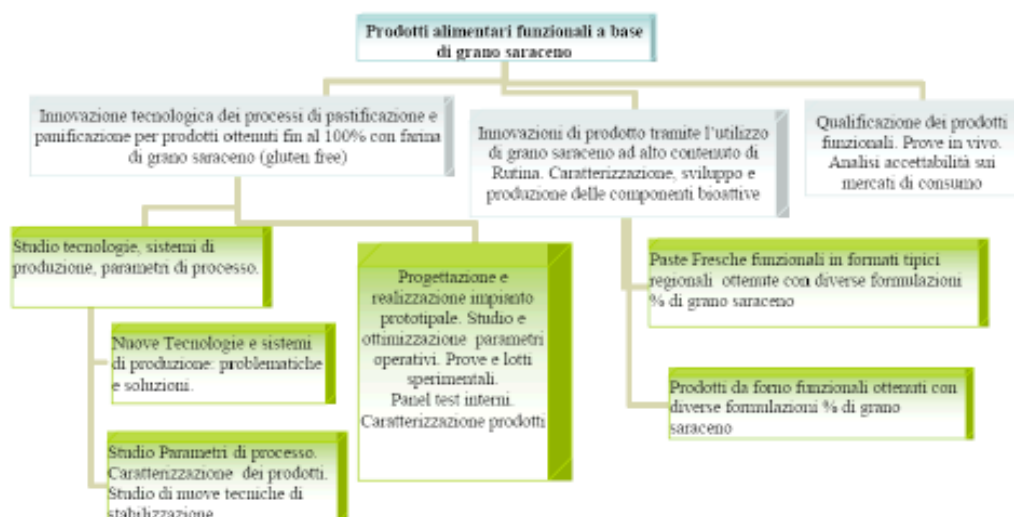 Prodotti alimentari funzionali a base
di grano saraceno
Innovazione tecnologica dei processi di pastificazione e
panificazione per prodotti ottenuti fin al 100% con farina
di grano saraceno (gluten free)
Innovazioni di prodotto tramite l'utilizzo
di grano saraceno ad alto contenuto di
Rutina. Caratterizzazione, sviluppo e
produzione delle componenti bioattive
Qualificazione dei prodotti
funzionali. Prove in vivo.
Analisi accettabilità sui
mercati di consumo
Studio tecnologie, sistemi di
produzione, parametri di processo.
Nuove Tecnologie e sistemi
di produzione: problematiche
e soluzioni.
Studio Parametri di processo.
Caratterizzazione dei prodotti.
Studio di nuove tecniche di
stabilizzazione
Progettazione e
realizzazione impianto
prototipale. Studio e
ottimizzazione parametri
operativi. Prove e lotti
sperimentali.
Panel test interni.
Caratterizzazione prodotti
Paste Fresche funzionali in formati tipici
regionali ottenute con diverse formulazioni
% di grano saraceno
Prodotti da forno funzionali ottenuti con
diverse formulazioni % di grano
saraceno